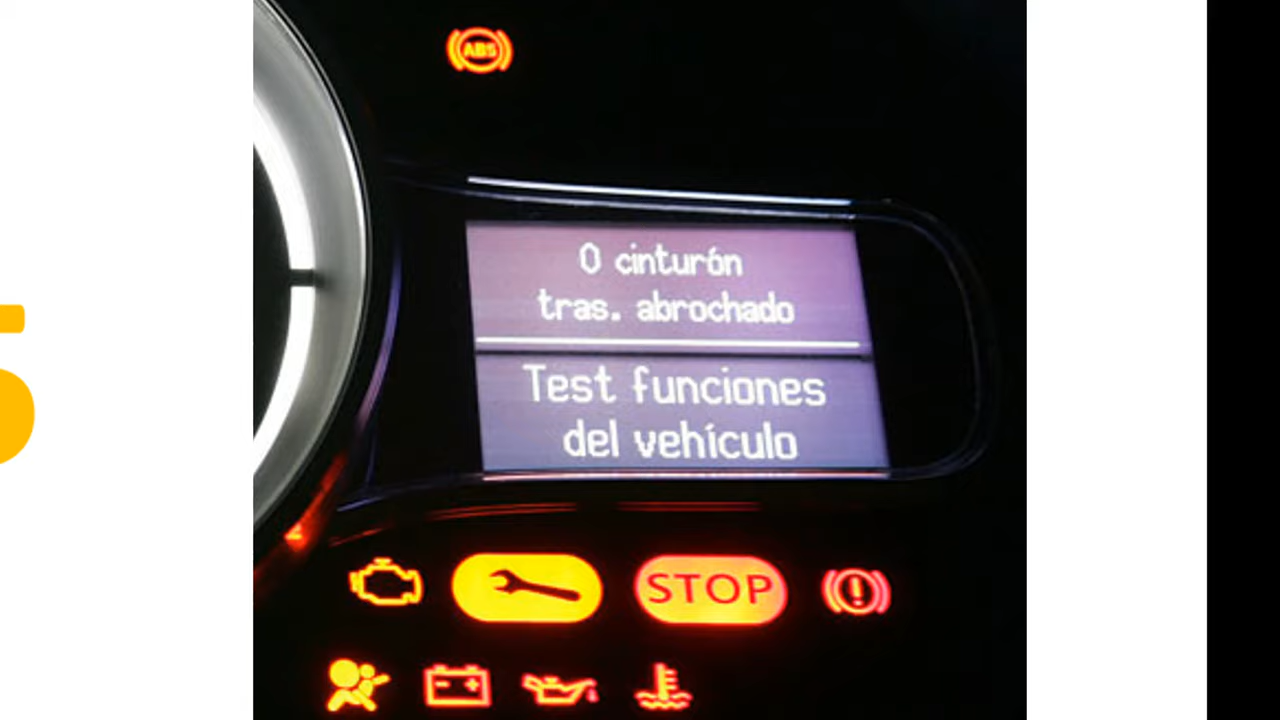 ABS
0 cinturón
tras. abrochado
Test funciones
del vehículo
STOP